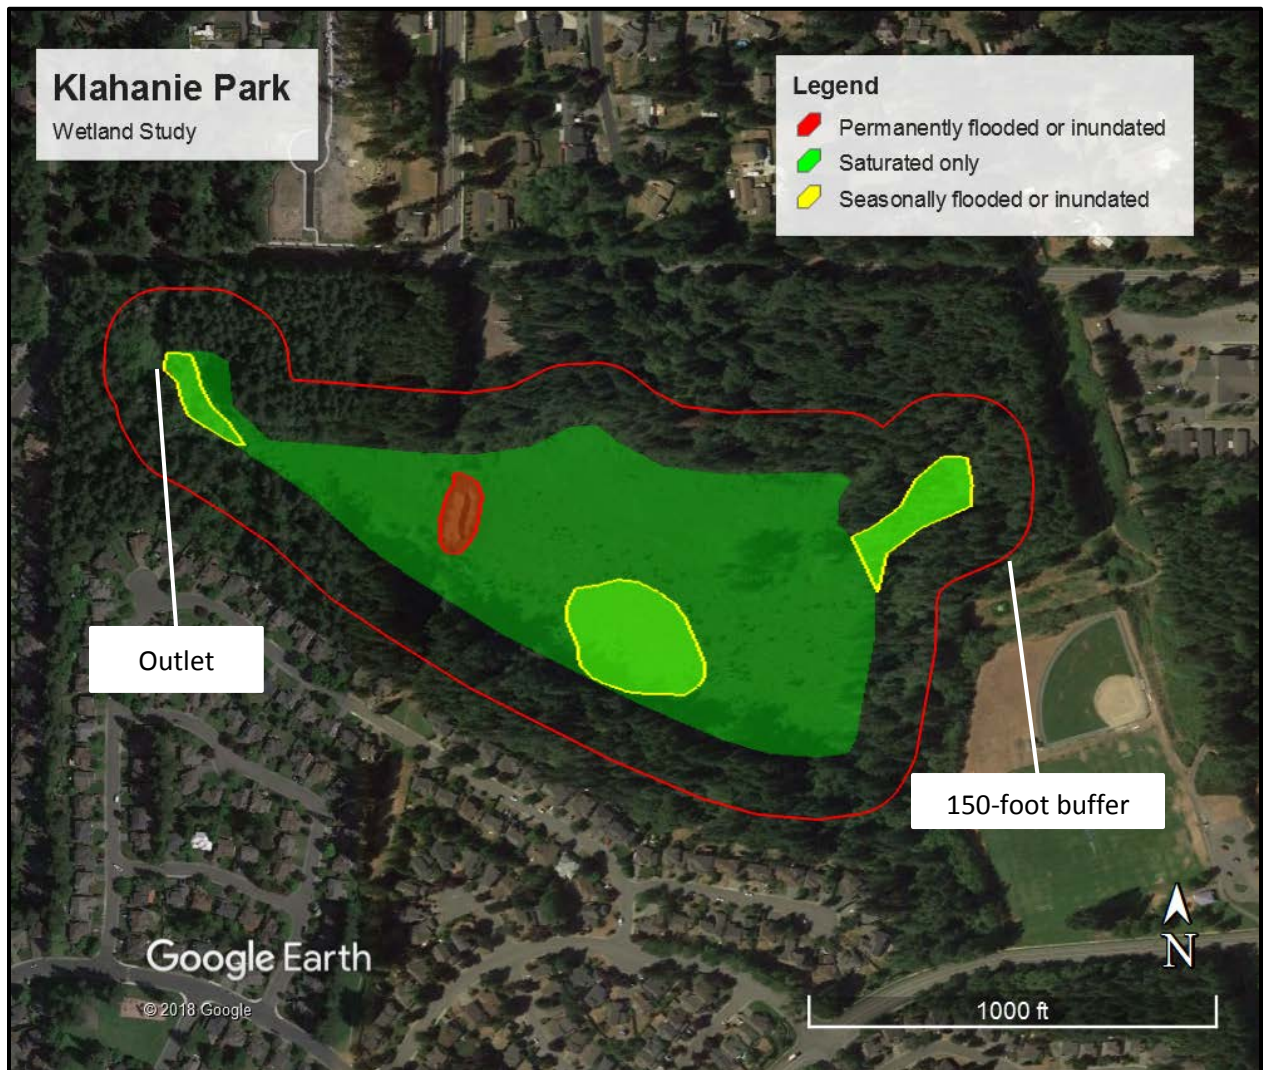 Klahanie Park
Wetland Study
Legend
Permanently flooded or inundated
Saturated only
Seasonally flooded or inundated
Outlet
150-foot buffer
Google Earth
© 2018 Google
N
1000 ft